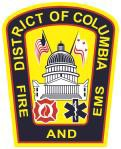 DISTRICT OF COLUMBIA
FIRE
AND
EMS